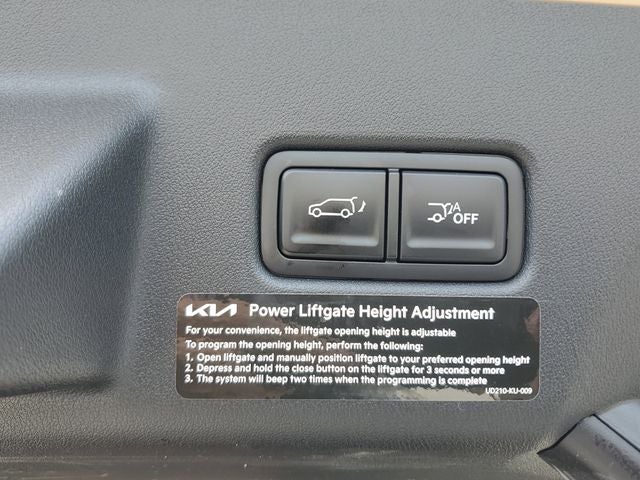 A
OFF
KIA Power Liftgate Height Adjustment
For your convenience, the liftgate opening height is adjustable
To program the opening height, perform the following:
1. Open liftgate and manually position liftgate to your preferred opening height
2. Depress and hold the close button on the liftgate for 3 seconds or more
3. The system will beep two times when the programming is complete
UD210-KU-009